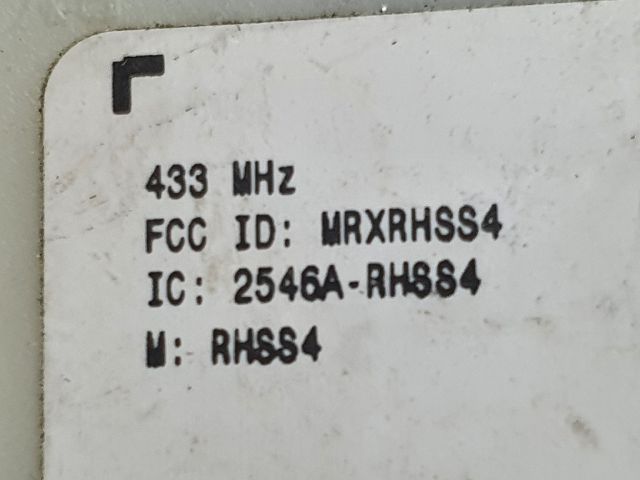 433 MHz
FCC ID: MRXRHSS4
IC: 2546A-RHSS4
M: RHSS4